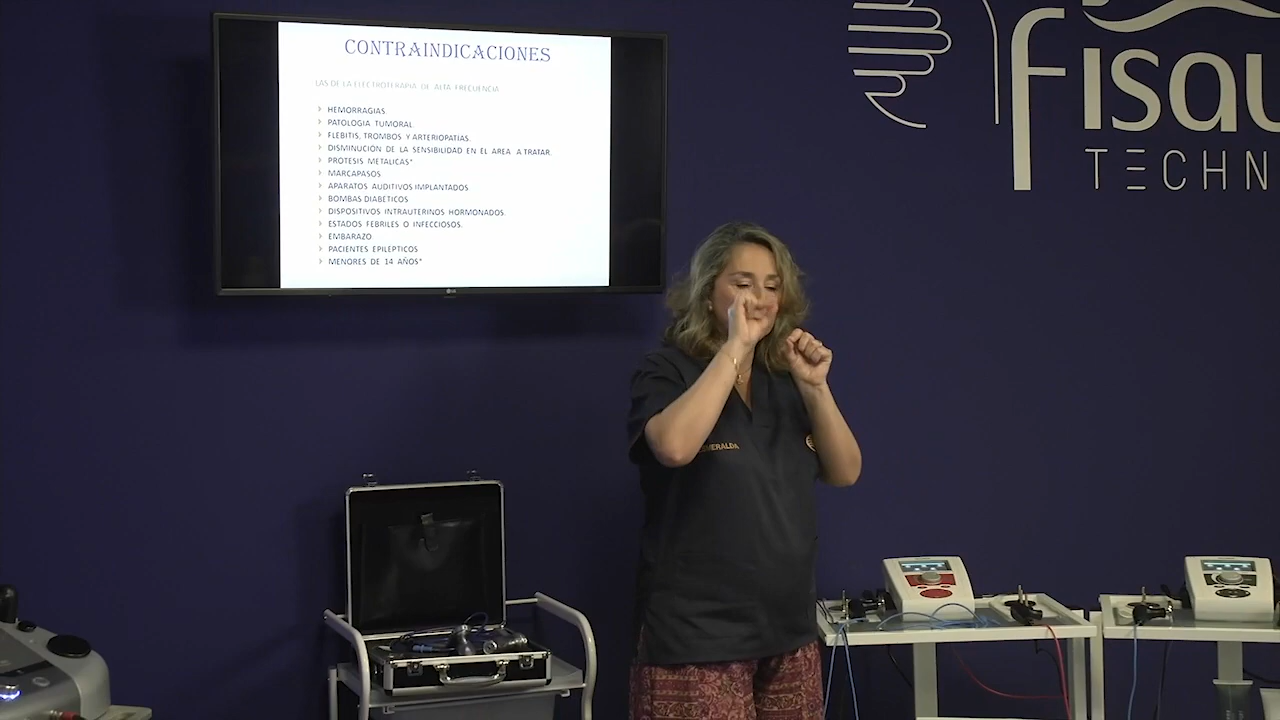 CONTRAINDICACIONES
LAS DE LA ELECTROTERAPIA DE ALTA FRECUENCIA
HEMORRAGIAS.
PATOLOGIA TUMORAL.
FLEBITIS, TROMBOS Y ARTERIOPATIAS.
DISMINUCION DE LA SENSIBILIDAD EN EL AREA A TRATAR.
PROTESIS METALICAS*
MARCAPASOS
APARATOS AUDITIVOS IMPLANTADOS
BOMBAS DIABETICOS
DISPOSITIVOS INTRAUTERINOS HORMONADOS.
ESTADOS FEBRILES O INFECCIOSOS.
EMBARAZO
PACIENTES EPILEPTICOS
MENORES DE 14 AÑOS*
LG
FISAU
TECHN
MERALDA